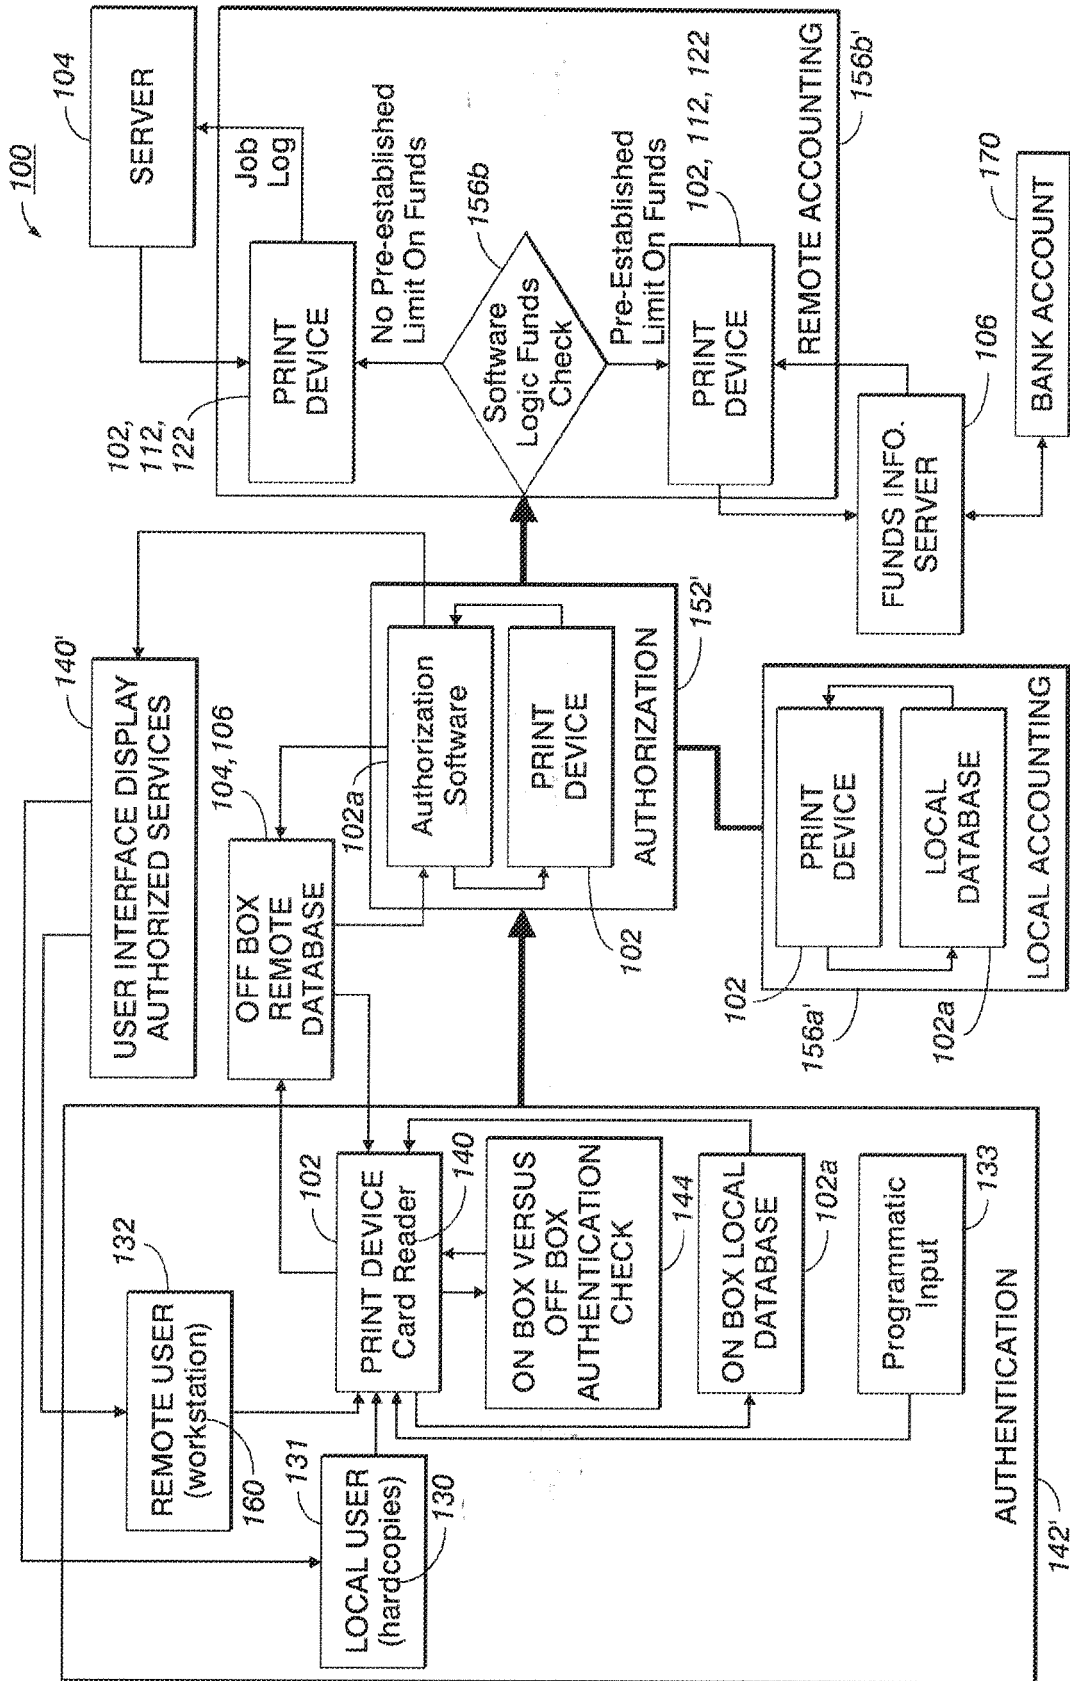 100
132
REMOTE USER
(workstation)
160
131
LOCAL USER
(hardcopies)
130
102
PRINT DEVICE
Card Reader
140
ON BOX VERSUS
OFF BOX
AUTHENTICATION
CHECK
144
ON BOX LOCAL
DATABASE
102a
Programmatic
Input
133
AUTHENTICATION
142'
USER INTERFACE DISPLAY
AUTHORIZED SERVICES
140'
OFF BOX
REMOTE
DATABASE
104,106
102a
Authorization
Software
PRINT
DEVICE
102
AUTHORIZATION
152'
PRINT
DEVICE
102
LOCAL
DATABASE
102a
156a'
LOCAL ACCOUNTING
SERVER
104
Job
Log
PRINT
DEVICE
102,
112,
122
No Pre-established
Limit On Funds
Software
Logic Funds
Check
156b
Pre-Established
Limit On Funds
PRINT
DEVICE
102, 112, 122
REMOTE ACCOUNTING
156b'
FUNDS INFO.
SERVER
106
BANK ACCOUNT
170